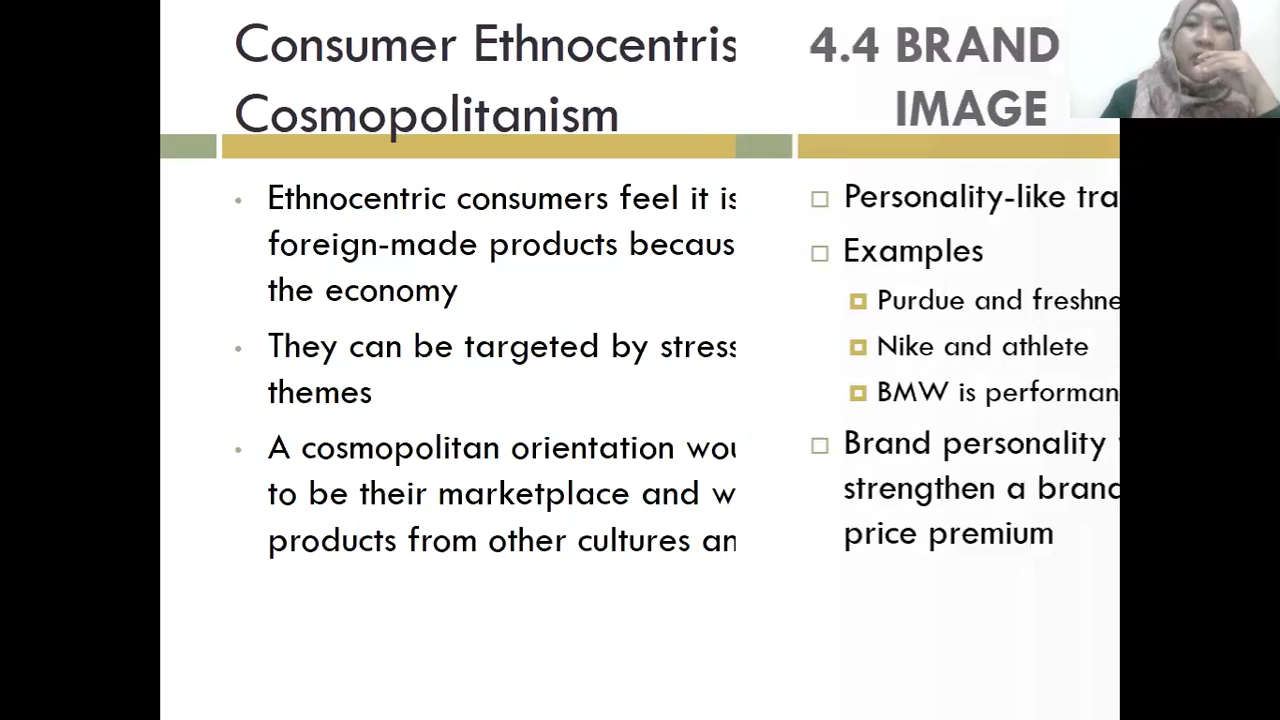 Consumer Ethnocentris
Cosmopolitanism
Ethnocentric consumers feel it is
foreign-made products becaus
the economy
They can be targeted by stress
themes
A cosmopolitan orientation wou
to be their marketplace and w
products from other cultures an
4.4 BRAND
IMAGE
Personality-like tra
Examples
Purdue and freshne
Nike and athlete
BMW is performan
Brand personality
strengthen a brand
price premium